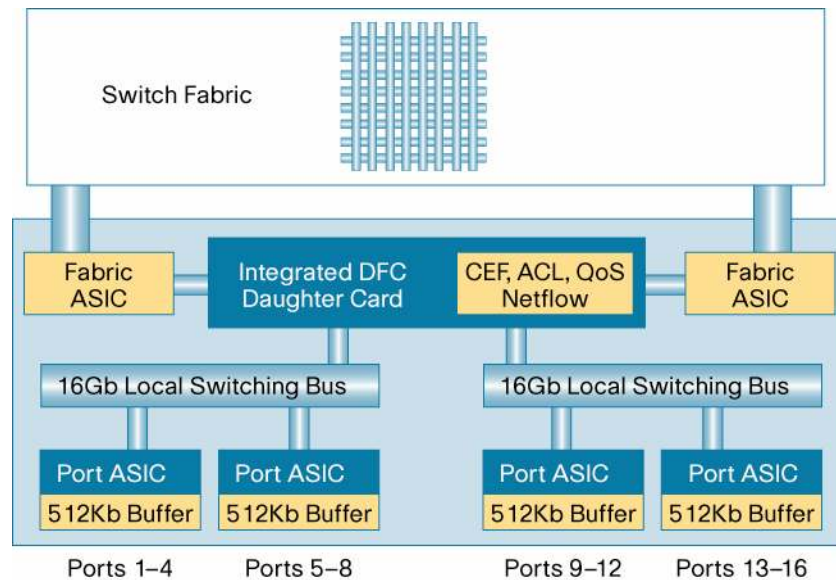 Switch Fabric
Fabric
ASIC
Integrated DFC
Daughter Card
CEF, ACL, QoS
Netflow
Fabric
ASIC
16Gb Local Switching Bus
16Gb Local Switching Bus
Port ASIC
512Kb Buffer
Port ASIC
512Kb Buffer
Port ASIC
512Kb Buffer
Port ASIC
512Kb Buffer
Ports 1–4
Ports 5–8
Ports 9–12
Ports 13–16